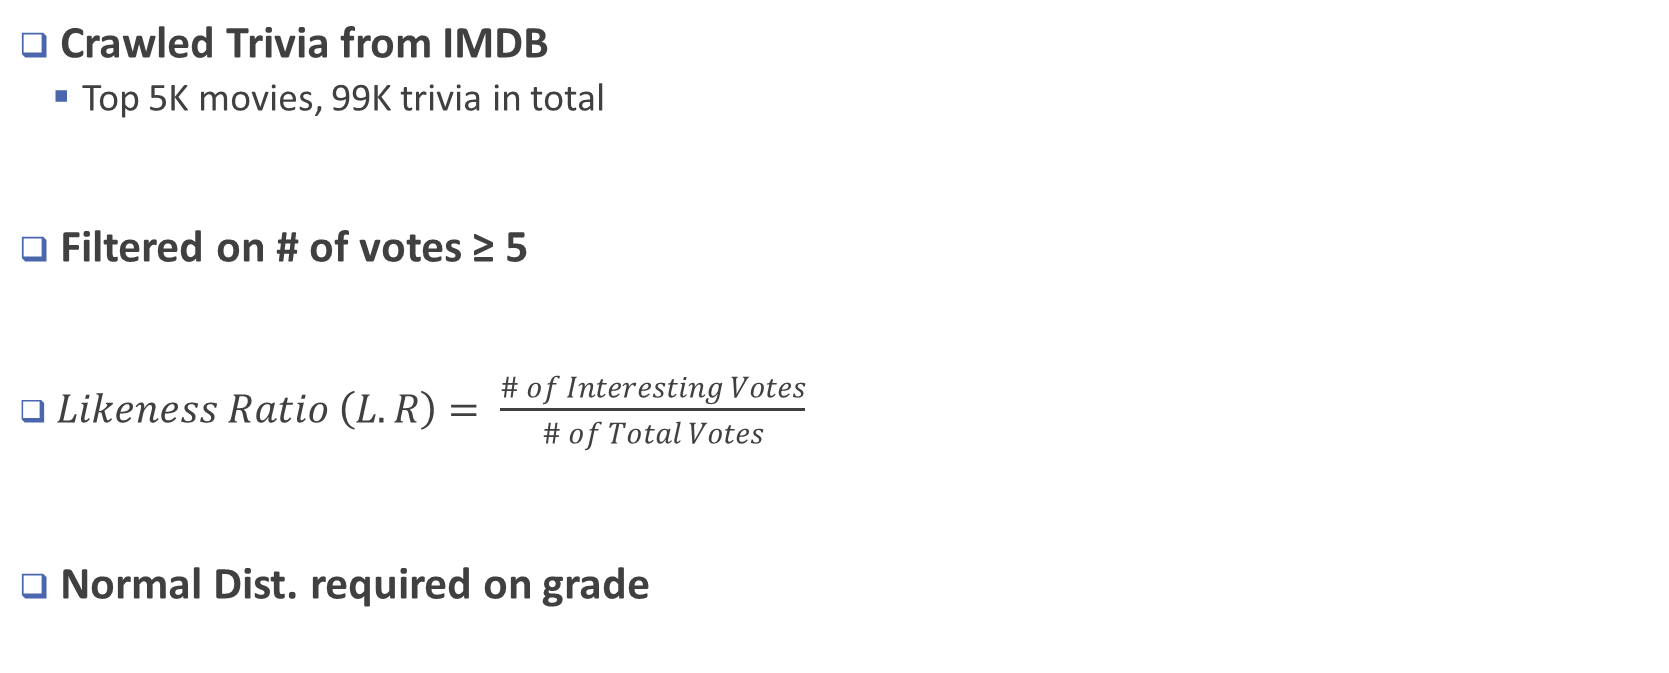 ❑ Crawled Trivia from IMDB
▪ Top 5K movies, 99K trivia in total
❑ Filtered on # of votes ≥ 5
❑ Likeness Ratio (L. R) = # of Interesting Votes / # of Total Votes
❑ Normal Dist. required on grade